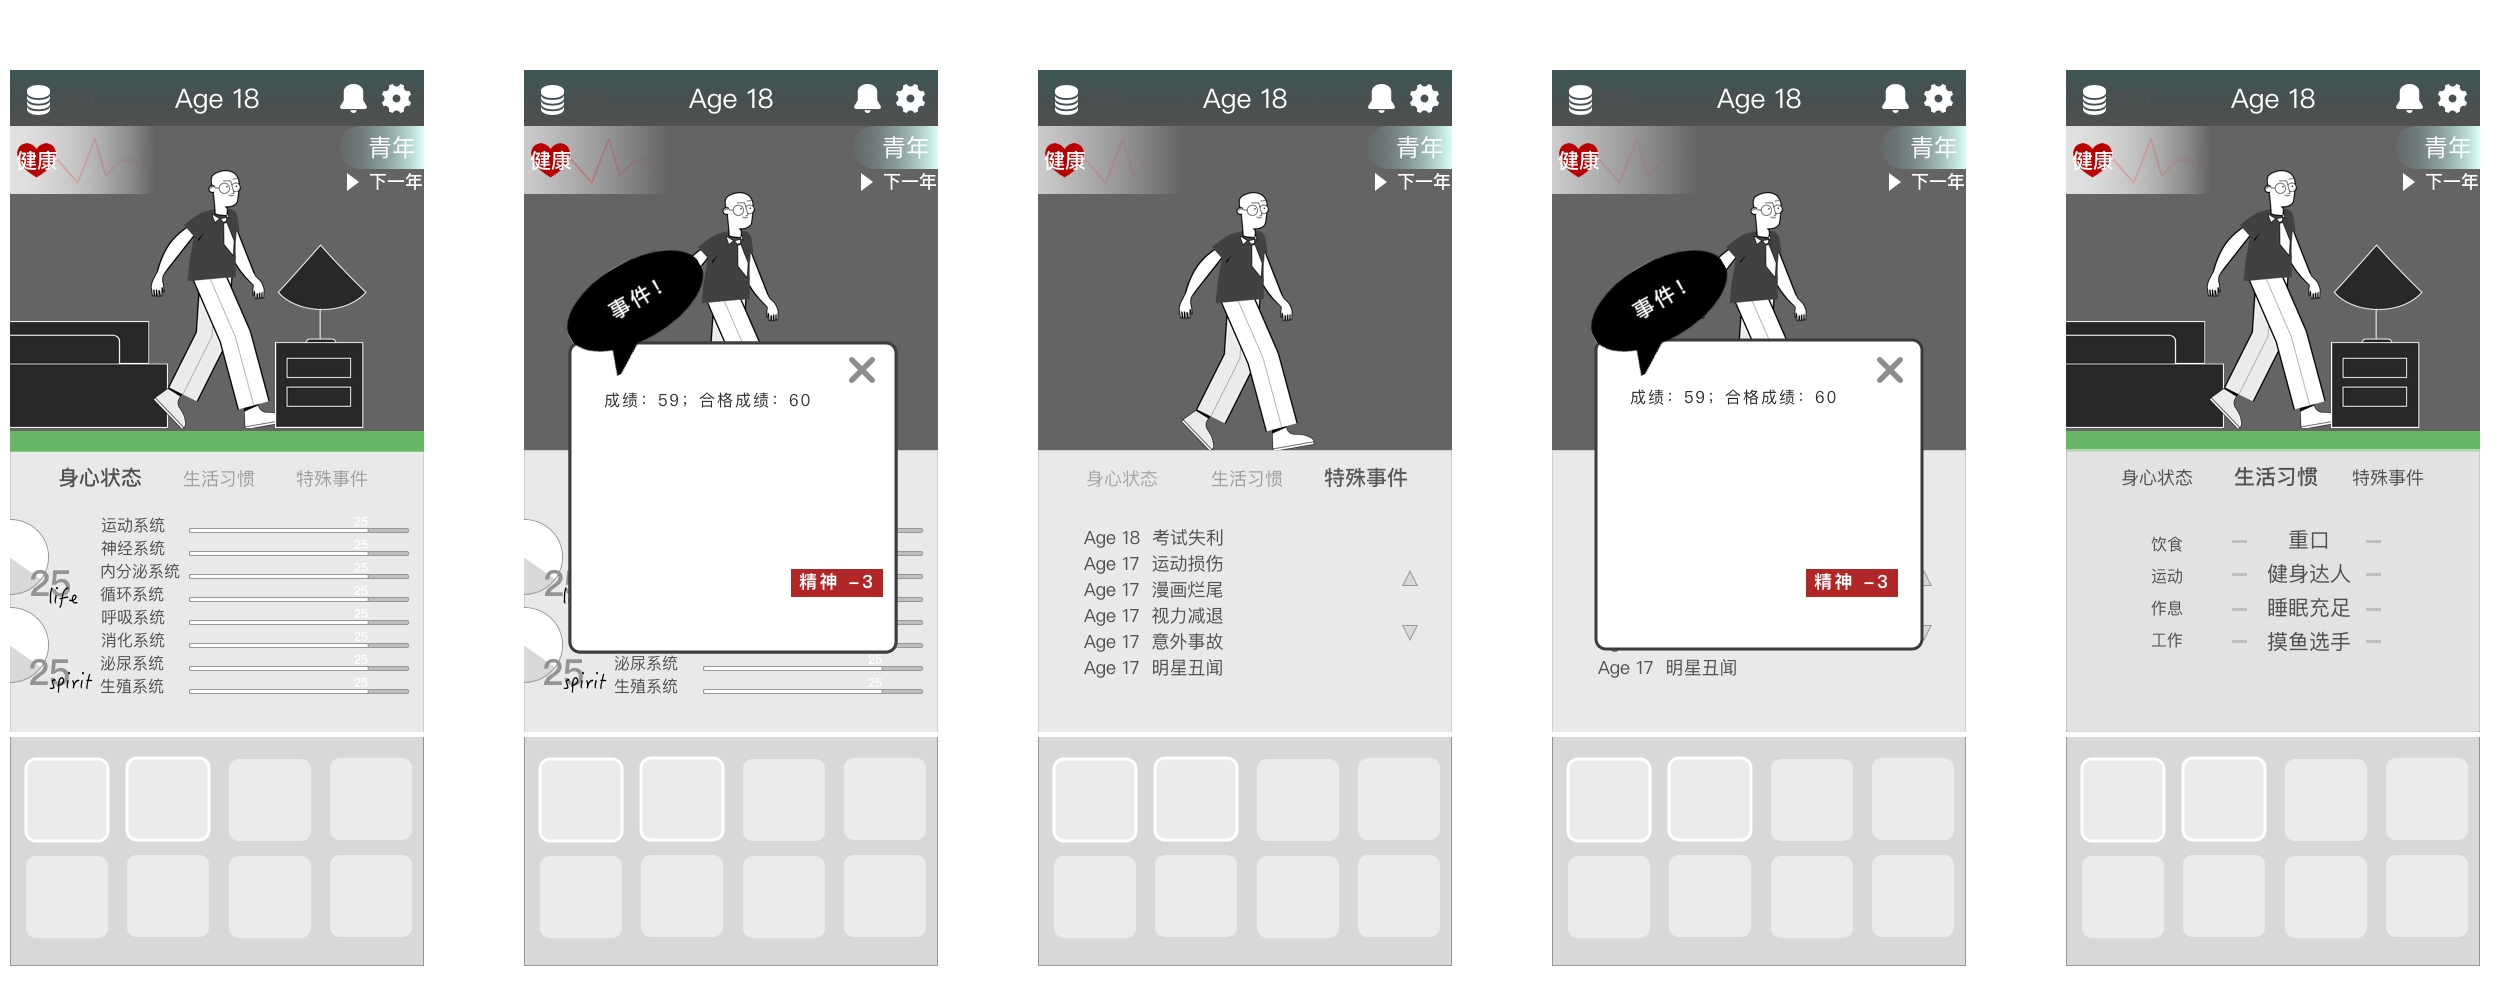 Age 18
健康
青年
下一年
身心状态 生活习惯 特殊事件
运动系统 25
神经系统 25
内分泌系统 25
循环系统 25
呼吸系统 25
消化系统 25
泌尿系统 25
生殖系统 25
25
life
25
spirit
Age 18
健康
青年
下一年
事件!
成绩: 59; 合格成绩: 60
精神 -3
25
泌尿系统 25
生殖系统 25
25
spirit
Age 18
健康
青年
下一年
身心状态 生活习惯 特殊事件
Age 18 考试失利
Age 17 运动损伤
Age 17 漫画烂尾
Age 17 视力减退
Age 17 意外事故
Age 17 明星丑闻
Age 18
健康
青年
下一年
事件!
成绩: 59; 合格成绩: 60
精神 -3
Age 17 明星丑闻
Age 18
健康
青年
下一年
身心状态 生活习惯 特殊事件
饮食 重口
运动 健身达人
作息 睡眠充足
工作 摸鱼选手